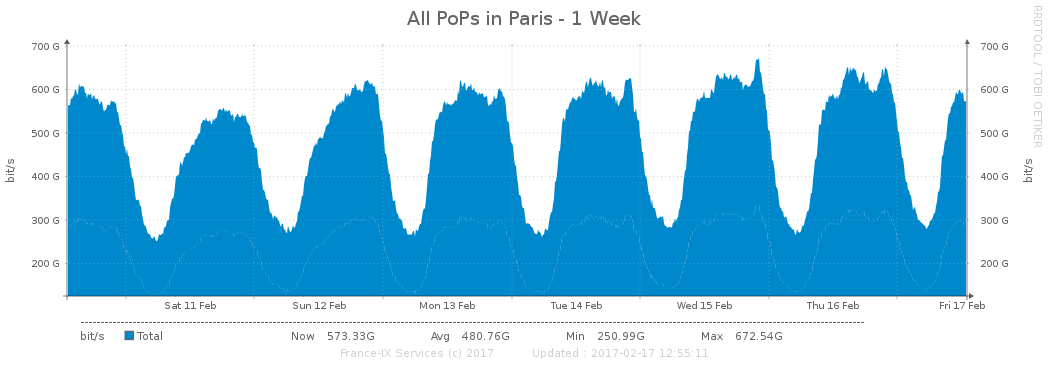 All PoPs in Paris - 1 Week
RRDTOOL / TOBI OETIKER
700 G 700 G
600 G 600 G
500 G 500 G
400 G 400 G
300 G 300 G
200 G 200 G
bit/s bit/s
Sat 11 Feb Sun 12 Feb Mon 13 Feb Tue 14 Feb Wed 15 Feb Thu 16 Feb Fri 17 Feb
bit/s Total Now 573.33G Avg 480.76G Min 250.99G Max 672.54G
France-IX Services (c) 2017 Updated : 2017-02-17 12:55:11